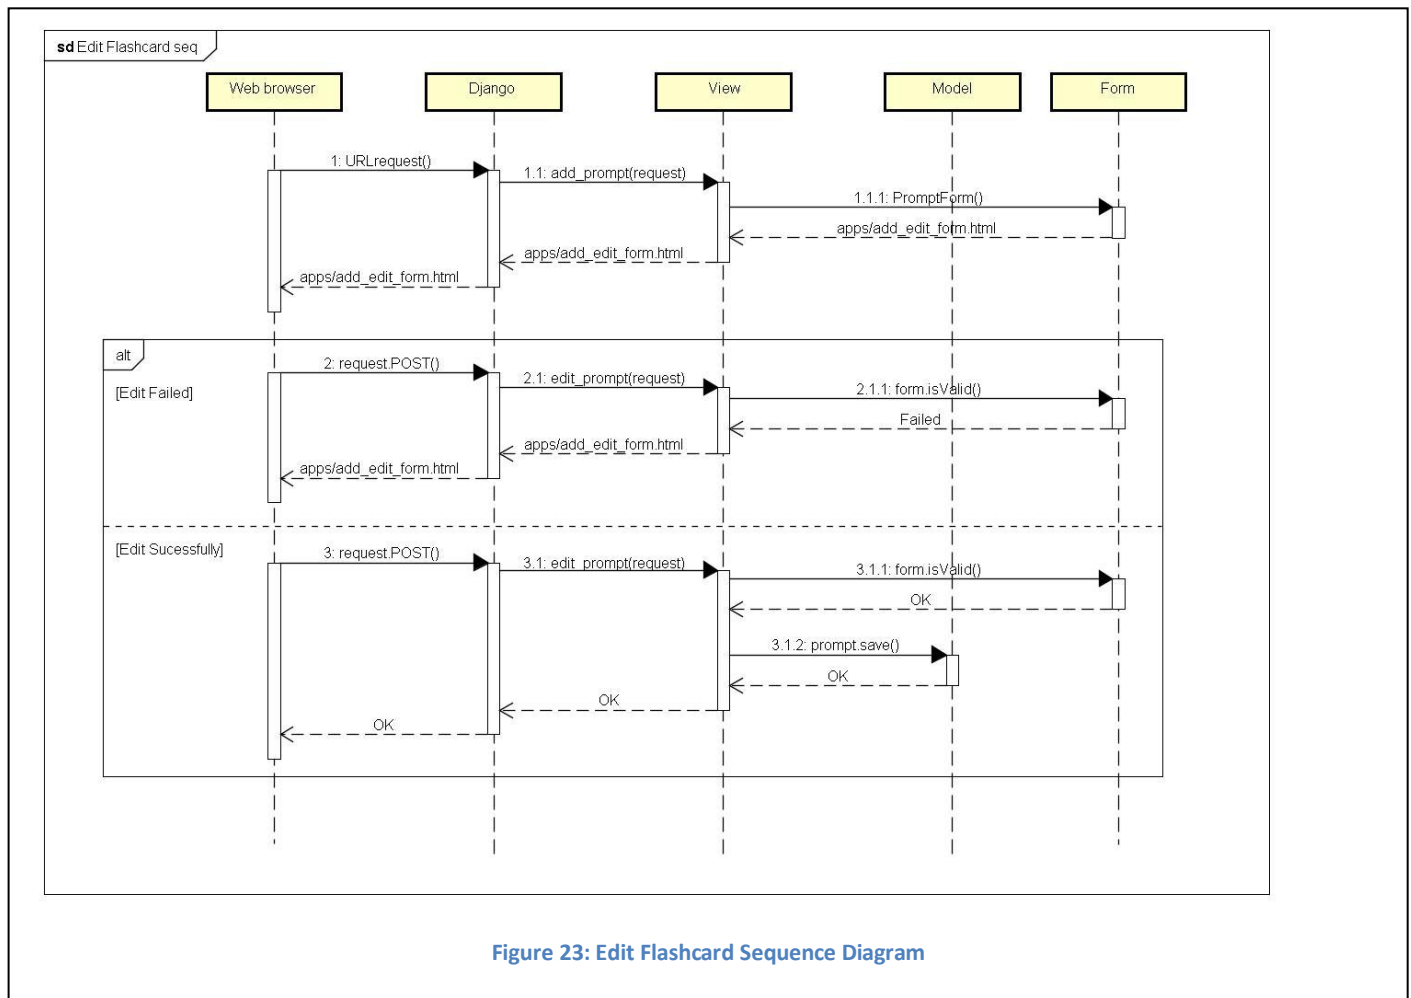 sd Edit Flashcard seq
Web browser
Django
View
Model
Form
1: URLrequest()
1.1: add_prompt(request)
1.1.1: PromptForm()
apps/add_edit_form.html
apps/add_edit_form.html
apps/add_edit_form.html
alt
[Edit Failed]
2: request.POST()
2.1: edit_prompt(request)
2.1.1: form.isValid()
Failed
apps/add_edit_form.html
apps/add_edit_form.html
[Edit Sucessfully]
3: request.POST()
3.1: edit_prompt(request)
3.1.1: form.isValid()
OK
3.1.2: prompt.save()
OK
OK
OK
Figure 23: Edit Flashcard Sequence Diagram